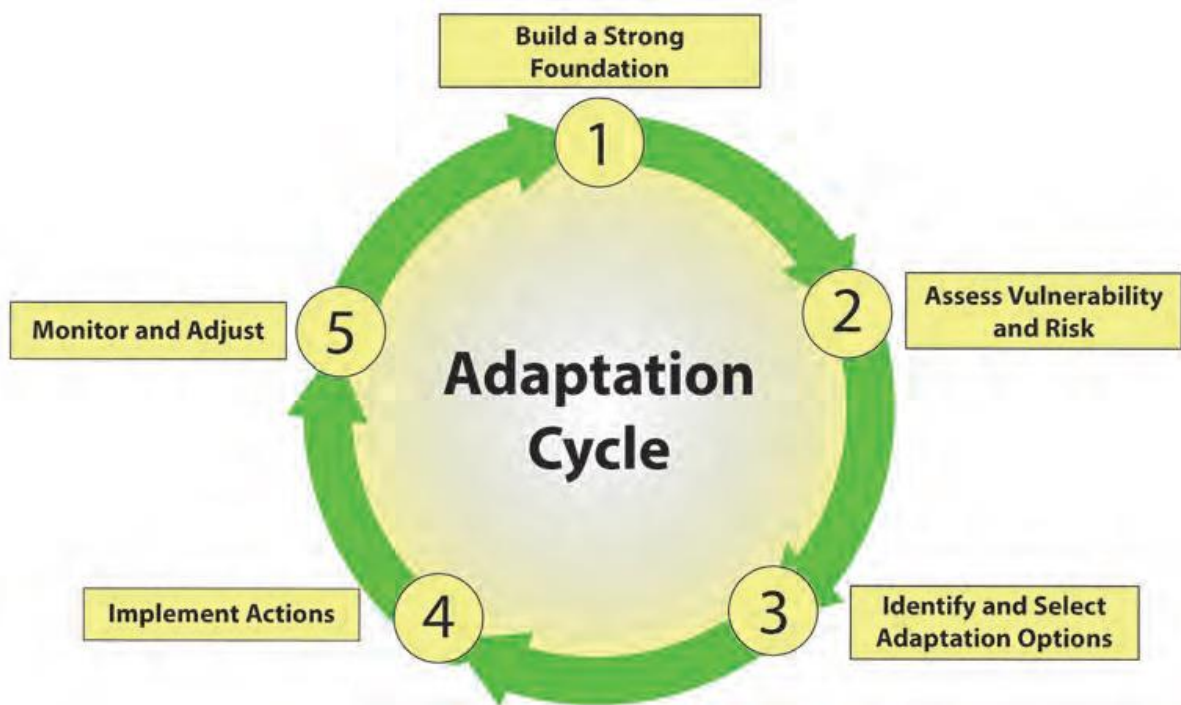 Build a Strong
Foundation
1
2
Assess Vulnerability
and Risk
Monitor and Adjust
5
Adaptation
Cycle
Implement Actions
4
3
Identify and Select
Adaptation Options